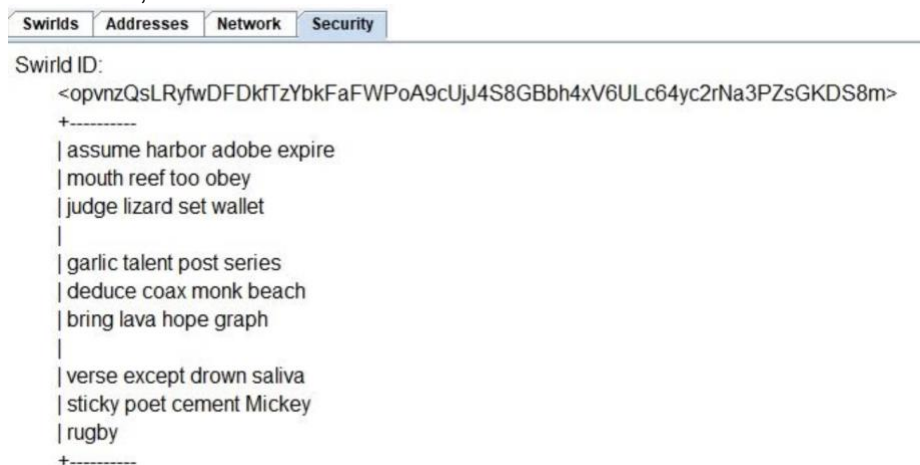 Swirlds Addresses Network Security
Swirld ID:
<opvnzQsLRyfwDFDkfTzYbkFaFWPoA9cUjJ4S8GBbh4xV6ULc64yc2rNa3PZsGKDS8m>
+----------
| assume harbor adobe expire
| mouth reef too obey
| judge lizard set wallet
|
| garlic talent post series
| deduce coax monk beach
| bring lava hope graph
|
| verse except drown saliva
| sticky poet cement Mickey
| rugby
+----------